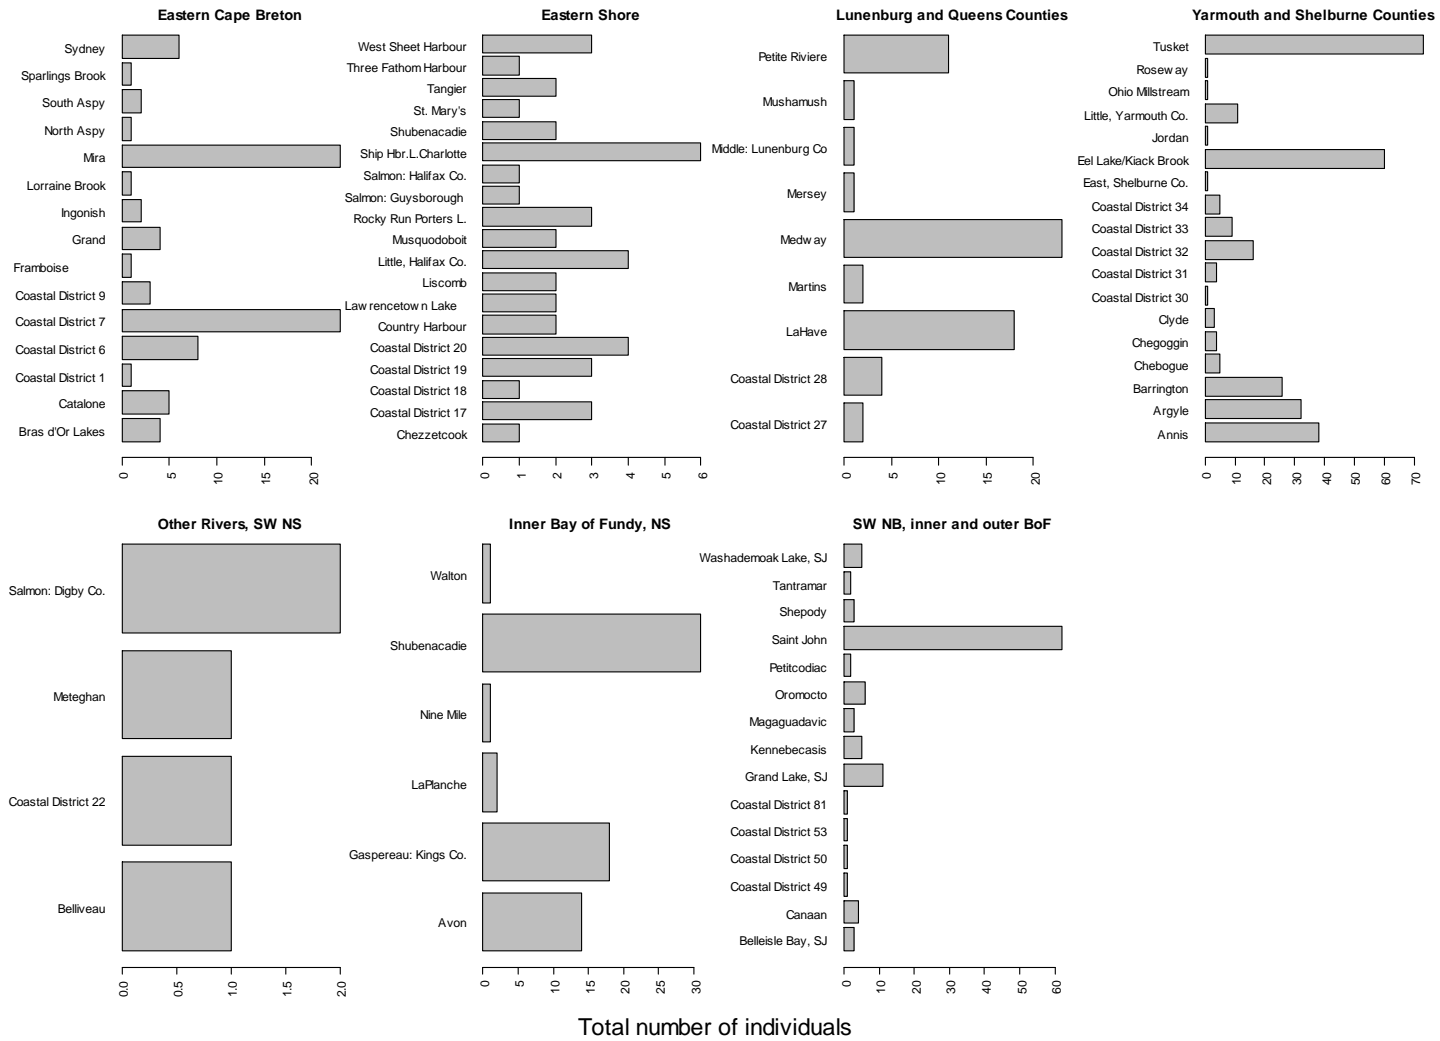 Eastern Cape Breton
Sydney
Sparlings Brook
South Aspy
North Aspy
Mira
Lorraine Brook
Ingonish
Grand
Framboise
Coastal District 9
Coastal District 7
Coastal District 6
Coastal District 1
Catalone
Bras d'Or Lakes
0 5 10 15 20
Eastern Shore
West Sheet Harbour
Three Fathom Harbour
Tangier
St. Mary's
Shubenacadie
Ship Hbr.L.Charlotte
Salmon: Halifax Co.
Salmon: Guysborough
Rocky Run Porters L.
Musquodoboit
Little, Halifax Co.
Liscomb
Lawrencetown Lake
Country Harbour
Coastal District 20
Coastal District 19
Coastal District 18
Coastal District 17
Chezzetcook
0 1 2 3 4 5 6
Lunenburg and Queens Counties
Petite Riviere
Mushamush
Middle: Lunenburg Co
Mersey
Medway
Martins
LaHave
Coastal District 28
Coastal District 27
0 5 10 15 20
Yarmouth and Shelburne Counties
Tusket
Roseway
Ohio Millstream
Little, Yarmouth Co.
Jordan
Eel Lake/Kiack Brook
East, Shelburne Co.
Coastal District 34
Coastal District 33
Coastal District 32
Coastal District 31
Coastal District 30
Clyde
Chegoggin
Chebogue
Barrington
Argyle
Annis
0 10 20 30 40 50 60 70
Other Rivers, SW NS
Salmon: Digby Co.
Meteghan
Coastal District 22
Belliveau
0.0 0.5 1.0 1.5 2.0
Inner Bay of Fundy, NS
Walton
Shubenacadie
Nine Mile
LaPlanche
Gaspereau: Kings Co.
Avon
0 5 10 15 20 25 30
SW NB, inner and outer BoF
Washademoak Lake, SJ
Tantramar
Shepody
Saint John
Petitcodiac
Oromocto
Magaguadavic
Kennebecasis
Grand Lake, SJ
Coastal District 81
Coastal District 53
Coastal District 50
Coastal District 49
Canaan
Belleisle Bay, SJ
0 10 20 30 40 50 60
Total number of individuals